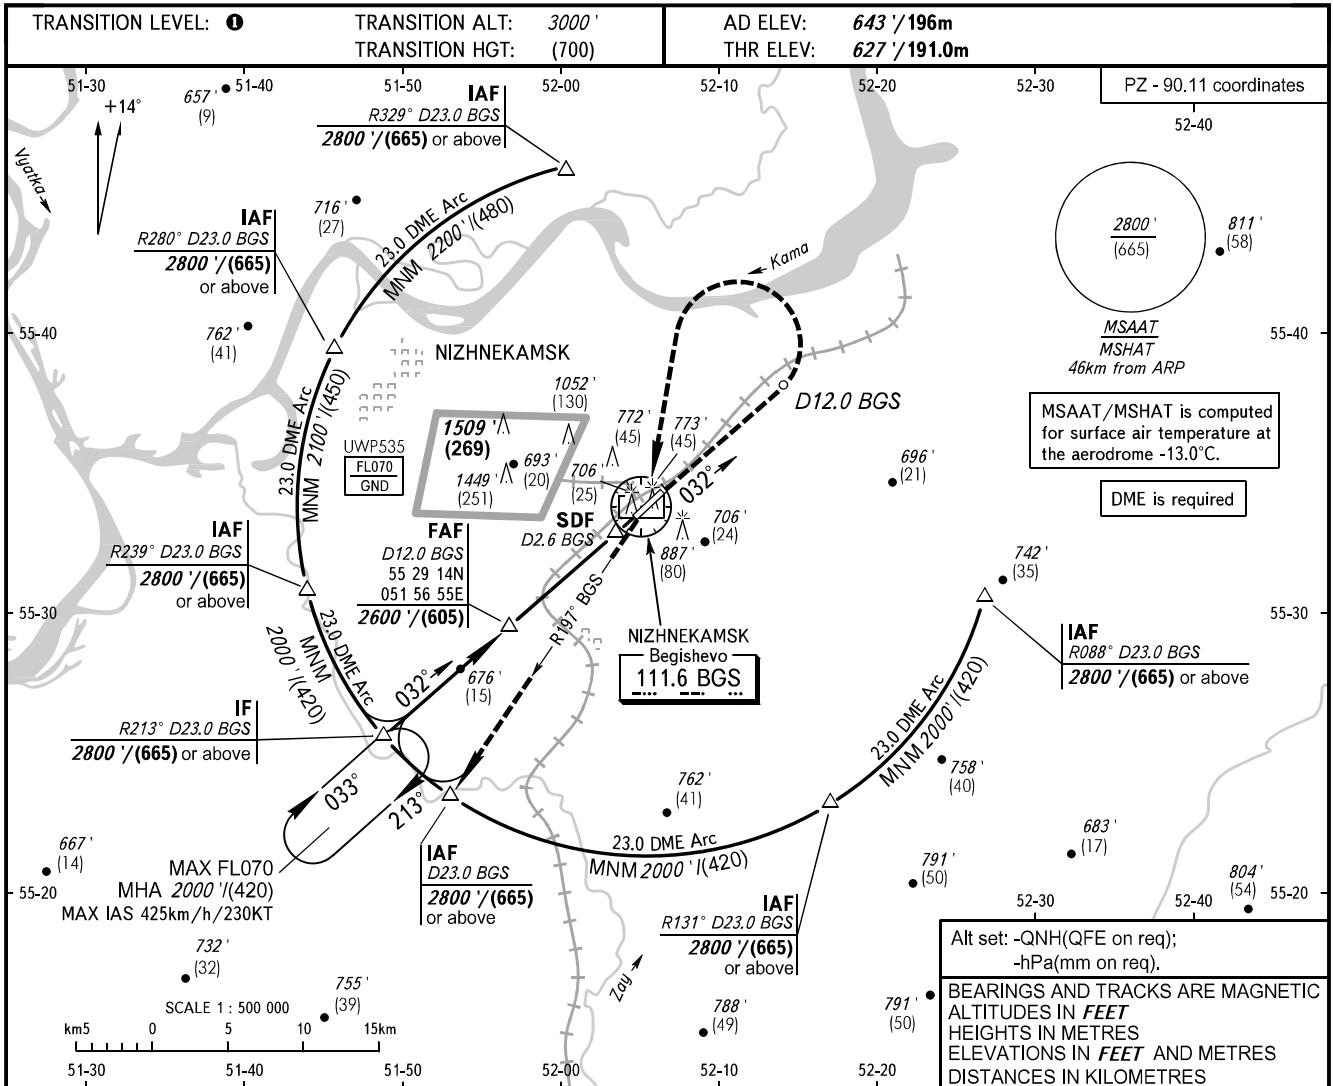 TRANSITION LEVEL: ❶
TRANSITION ALT: 3000 '
TRANSITION HGT: (700)
AD ELEV: 643 '/196m
THR ELEV: 627 '/191.0m
51-30
51-40
51-50
52-00
52-10
52-20
52-30
PZ - 90.11 coordinates
52-40
+14°
657 '
(9)
IAF
R329° D23.0 BGS
2800 '/(665) or above
Vyatka
716 '
(27)
23.0 DME Arc
MNM 2200 '/(480)
IAF
R280° D23.0 BGS
2800 '/(665)
or above
Kama
2800 '
(665)
811 '
(58)
MSAAT
MSHAT
46km from ARP
55-40
55-40
762 '
(41)
NIZHNEKAMSK
23.0 DME Arc
MNM 2100 '/(450)
1052 '
(130)
D12.0 BGS
MSAAT/MSHAT is computed
for surface air temperature at
the aerodrome -13.0°C.
UWP535
FL070
GND
1509 '
(269)
693 '
(20)
1449 '
(251)
772 '
(45)
773 '
(45)
706 '
(25)
032°
696 '
(21)
DME is required
IAF
R239° D23.0 BGS
2800 '/(665)
or above
FAF
D12.0 BGS
55 29 14N
051 56 55E
2600 '/(605)
SDF
D2.6 BGS
887 '
(80)
706 '
(24)
742 '
(35)
R197° BGS
55-30
55-30
23.0 DME Arc
MNM
2000 '/(420)
NIZHNEKAMSK
Begishevo
111.6 BGS
IAF
R088° D23.0 BGS
2800 '/(665) or above
032°
676 '
(15)
IF
R213° D23.0 BGS
2800 '/(665) or above
23.0 DME Arc
MNM 2000 '/(420)
758 '
(40)
033°
213°
762 '
(41)
23.0 DME Arc
MNM 2000 '/(420)
667 '
(14)
MAX FL070
MHA 2000 '/(420)
MAX IAS 425km/h/230KT
IAF
D23.0 BGS
2800 '/(665)
or above
683 '
(17)
791 '
(50)
804 '
(54)
55-20
55-20
52-30
52-40
IAF
R131° D23.0 BGS
2800 '/(665)
or above
732 '
(32)
755 '
(39)
Zay
788 '
(49)
791 '
(50)
Alt set: -QNH(QFE on req);
-hPa(mm on req).
BEARINGS AND TRACKS ARE MAGNETIC
ALTITUDES IN FEET
HEIGHTS IN METRES
ELEVATIONS IN FEET AND METRES
DISTANCES IN KILOMETRES
SCALE 1 : 500 000
km5 0 5 10 15km
51-30
51-40
51-50
52-00
52-10
52-20